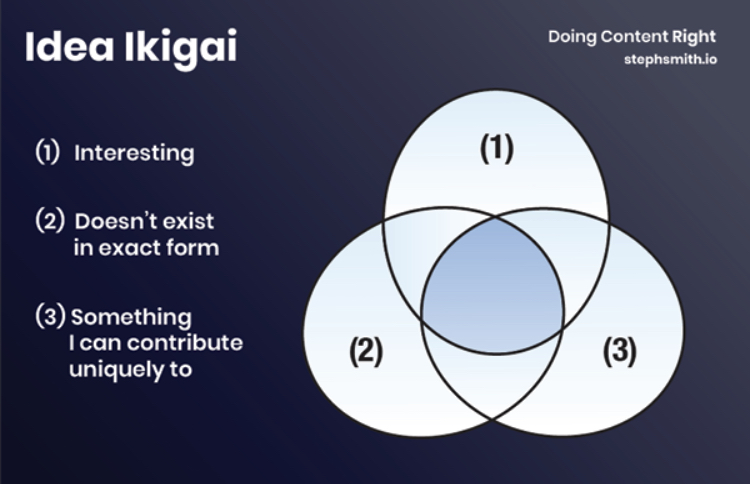 Idea Ikigai
Doing Content Right
stephsmith.io
(1) Interesting
(2) Doesn't exist
in exact form
(3) Something
I can contribute
uniquely to
(1)
(2)
(3)